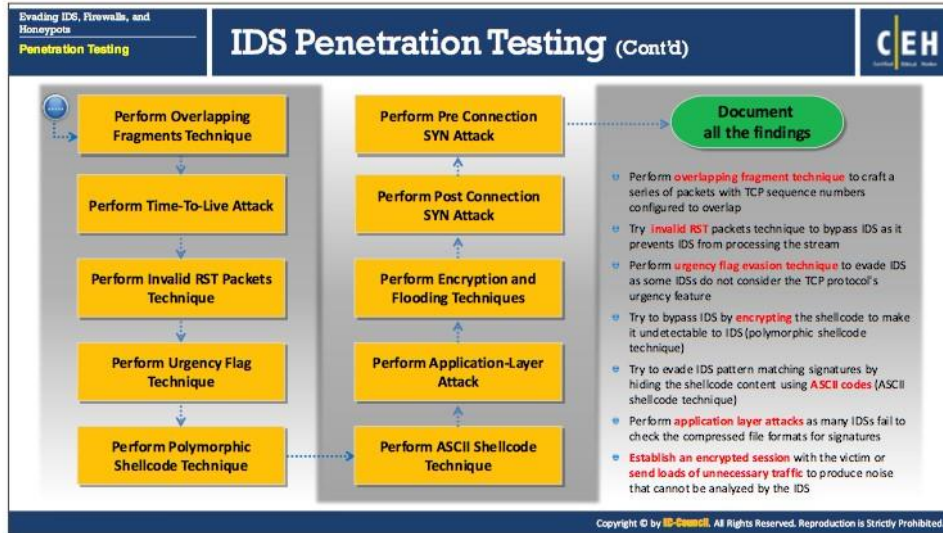 Evading IDS, Firewalls, and
Honeypots
Penetration Testing
IDS Penetration Testing (Cont'd)
CEH
Certified Ethical Hacker
Perform Overlapping
Fragments Technique
Perform Time-To-Live Attack
Perform Invalid RST Packets
Technique
Perform Urgency Flag
Technique
Perform Polymorphic
Shellcode Technique
Perform Pre Connection
SYN Attack
Perform Post Connection
SYN Attack
Perform Encryption and
Flooding Techniques
Perform Application-Layer
Attack
Perform ASCII Shellcode
Technique
Document
all the findings
Perform overlapping fragment technique to craft a
series of packets with TCP sequence numbers
configured to overlap
Try invalid RST packets technique to bypass IDS as it
prevents IDS from processing the stream
Perform urgency flag evasion technique to evade IDS
as some IDSs do not consider the TCP protocol's
urgency feature
Try to bypass IDS by encrypting the shellcode to make
it undetectable to IDS (polymorphic shellcode
technique)
Try to evade IDS pattern matching signatures by
hiding the shellcode content using ASCII codes (ASCII
shellcode technique)
Perform application layer attacks as many IDSs fail to
check the compressed file formats for signatures
Establish an encrypted session with the victim or
send loads of unnecessary traffic to produce noise
that cannot be analyzed by the IDS
Copyright © by EC-Council. All Rights Reserved. Reproduction is Strictly Prohibited.